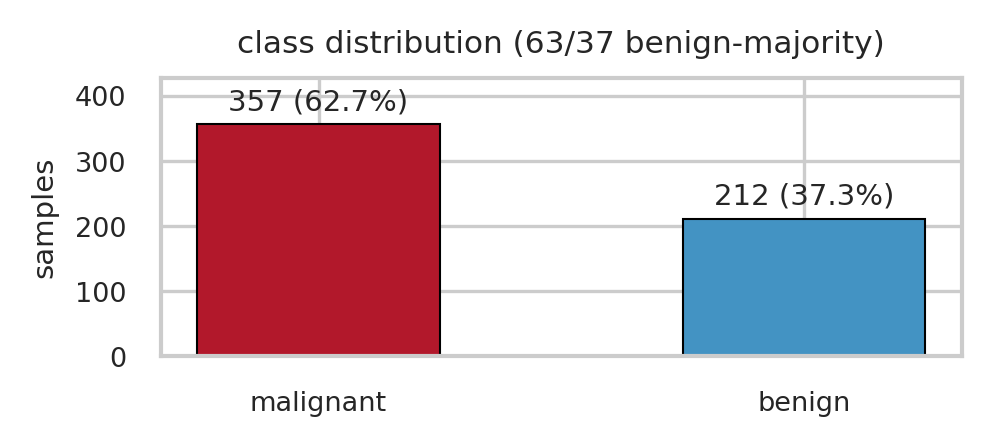 class distribution (63/37 benign-majority)
400
300
200
100
0
samples
357 (62.7%)
212 (37.3%)
malignant
benign